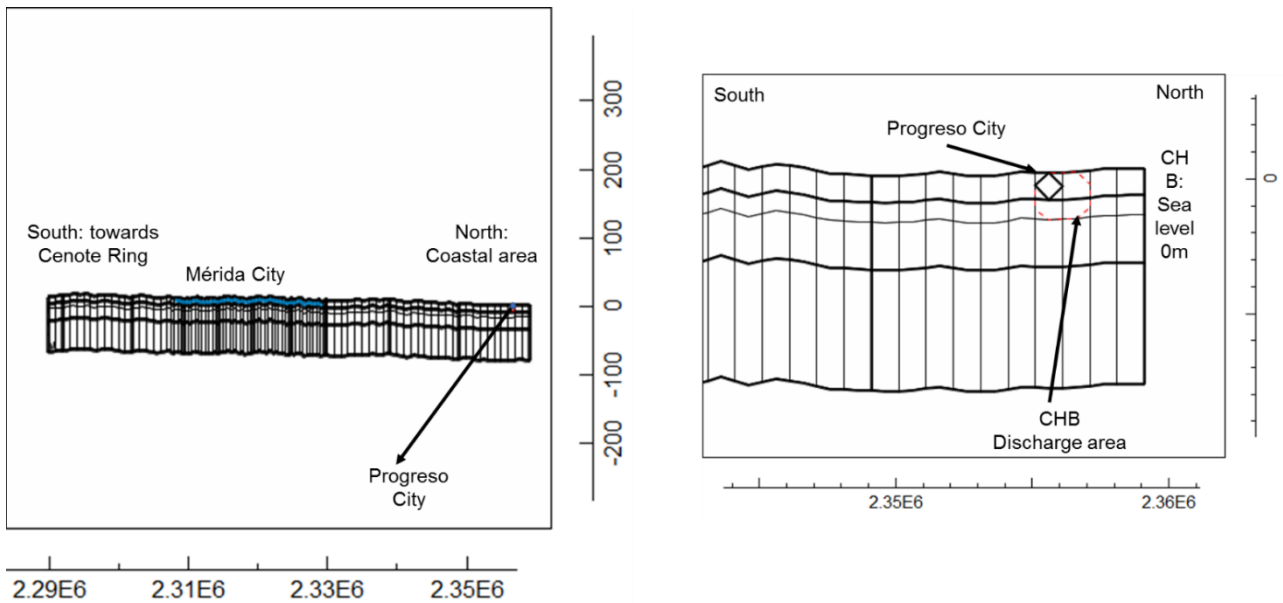 South: towards
Cenote Ring
Mérida City
North:
Coastal area
Progreso
City
300
200
100
0
-100
-200
2.29E6
2.31E6
2.33E6
2.35E6
South
North
Progreso City
CH
B:
Sea
level
0m
CHB
Discharge area
0
2.35E6
2.36E6